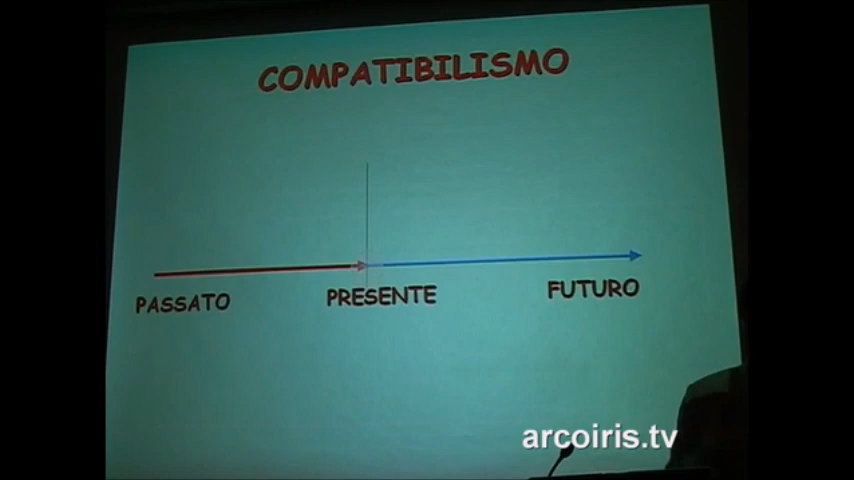 COMPATIBILISMO
PASSATO
PRESENTE
FUTURO
arcoiris.tv